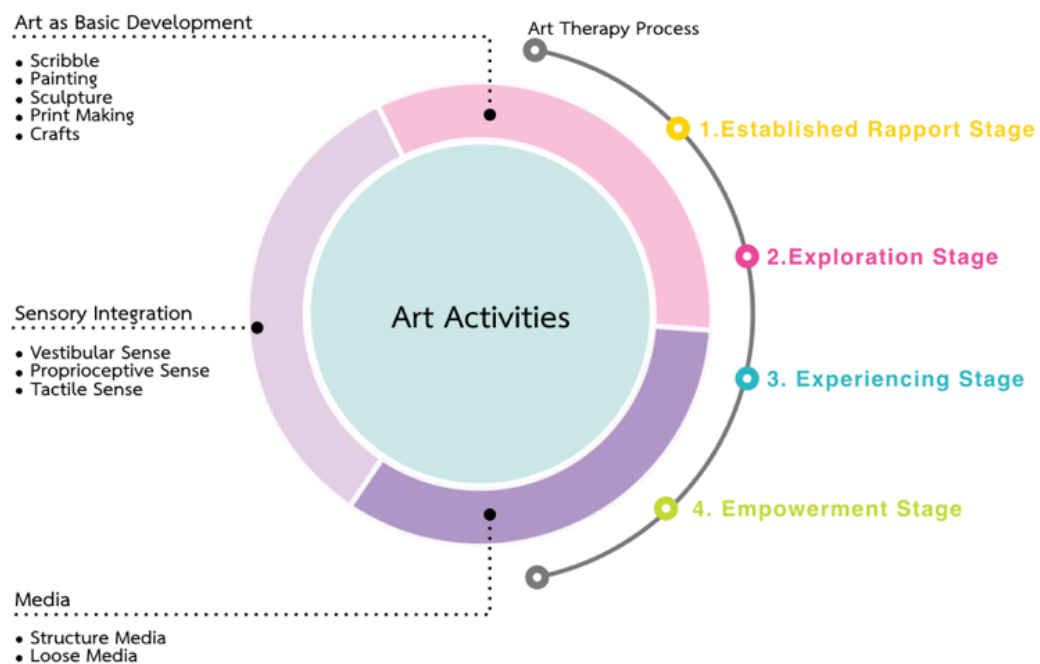 Art as Basic Development
• Scribble
• Painting
• Sculpture
• Print Making
• Crafts
Art Therapy Process
1.Established Rapport Stage
2.Exploration Stage
Art Activities
Sensory Integration
• Vestibular Sense
• Proprioceptive Sense
• Tactile Sense
3. Experiencing Stage
4. Empowerment Stage
Media
• Structure Media
• Loose Media